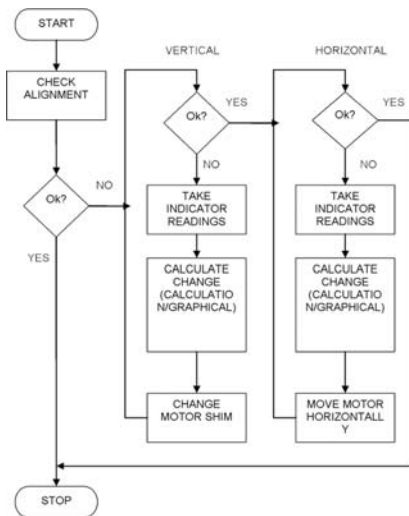 START
CHECK
ALIGNMENT
Ok?
NO
YES
STOP
VERTICAL
Ok?
YES
NO
TAKE
INDICATOR
READINGS
CALCULATE
CHANGE
(CALCULATIO
N/GRAPHICAL)
CHANGE
MOTOR SHIM
HORIZONTAL
Ok?
YES
NO
TAKE
INDICATOR
READINGS
CALCULATE
CHANGE
(CALCULATIO
N/GRAPHICAL)
MOVE MOTOR
HORIZONTALL
Y